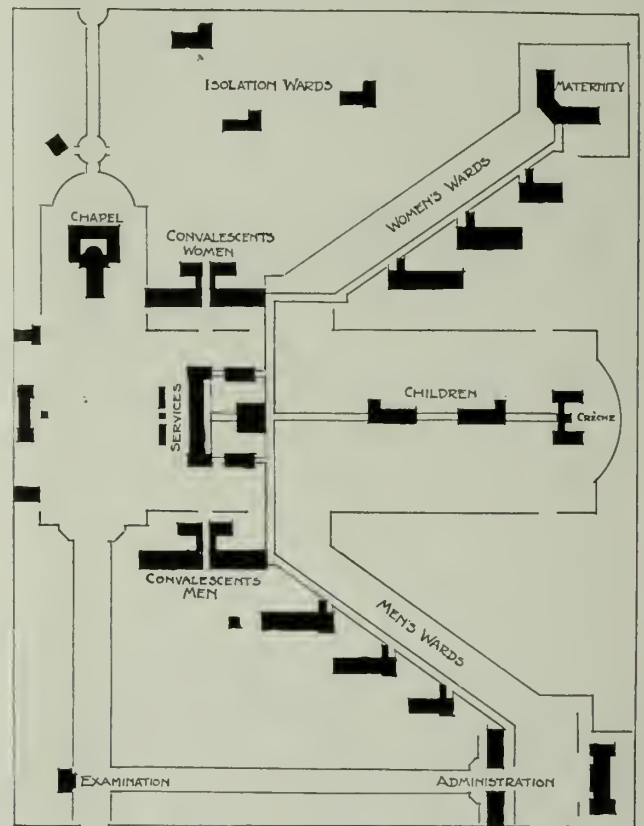 ISOLATION WARDS
MATERNITY
WOMEN'S WARDS
CHAPEL
CONVALESCENTS
WOMEN
SERVICES
CHILDREN
CRÈCHE
CONVALESCENTS
MEN
MEN'S WARDS
EXAMINATION
ADMINISTRATION